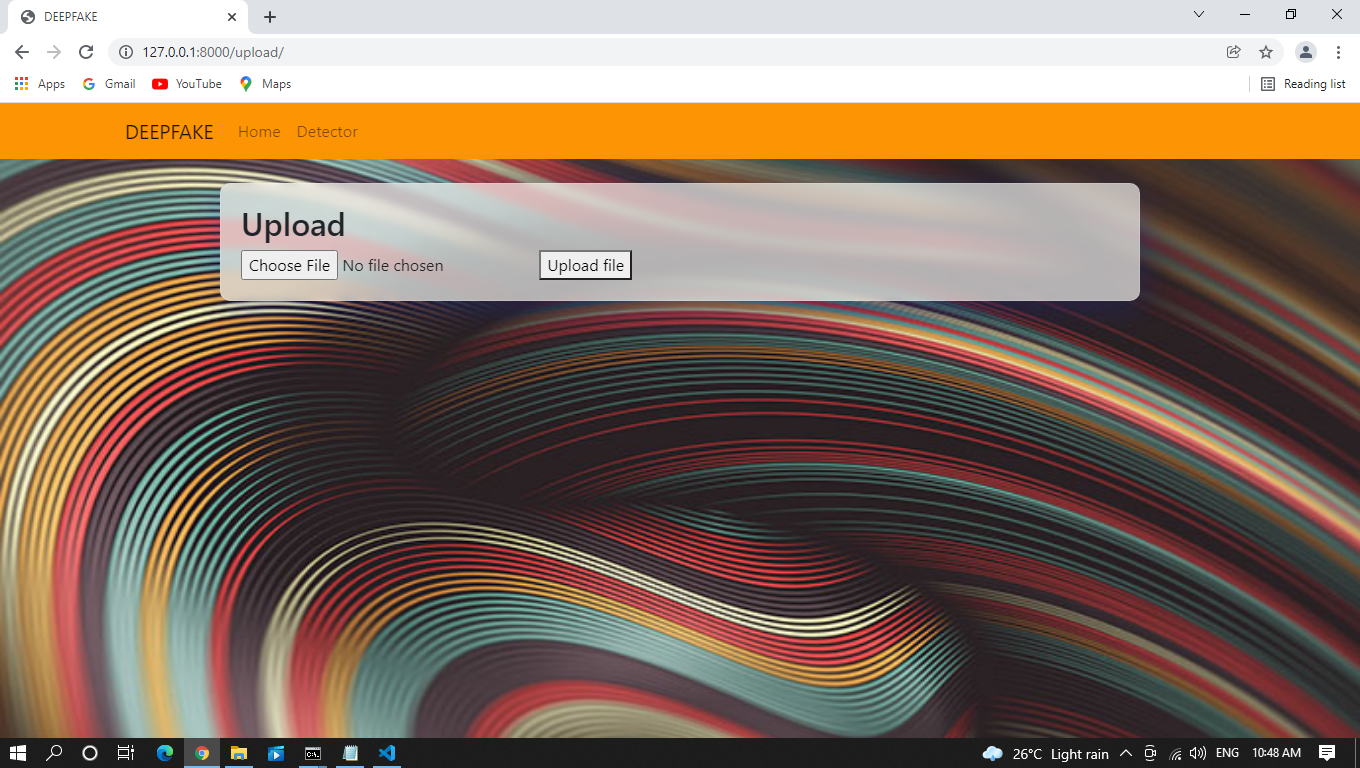 DEEPFAKE
127.0.0.1:8000/upload/
Apps Gmail YouTube Maps Reading list
DEEPFAKE Home Detector
Upload
Choose File No file chosen Upload file
26°C Light rain ENG 10:48 AM